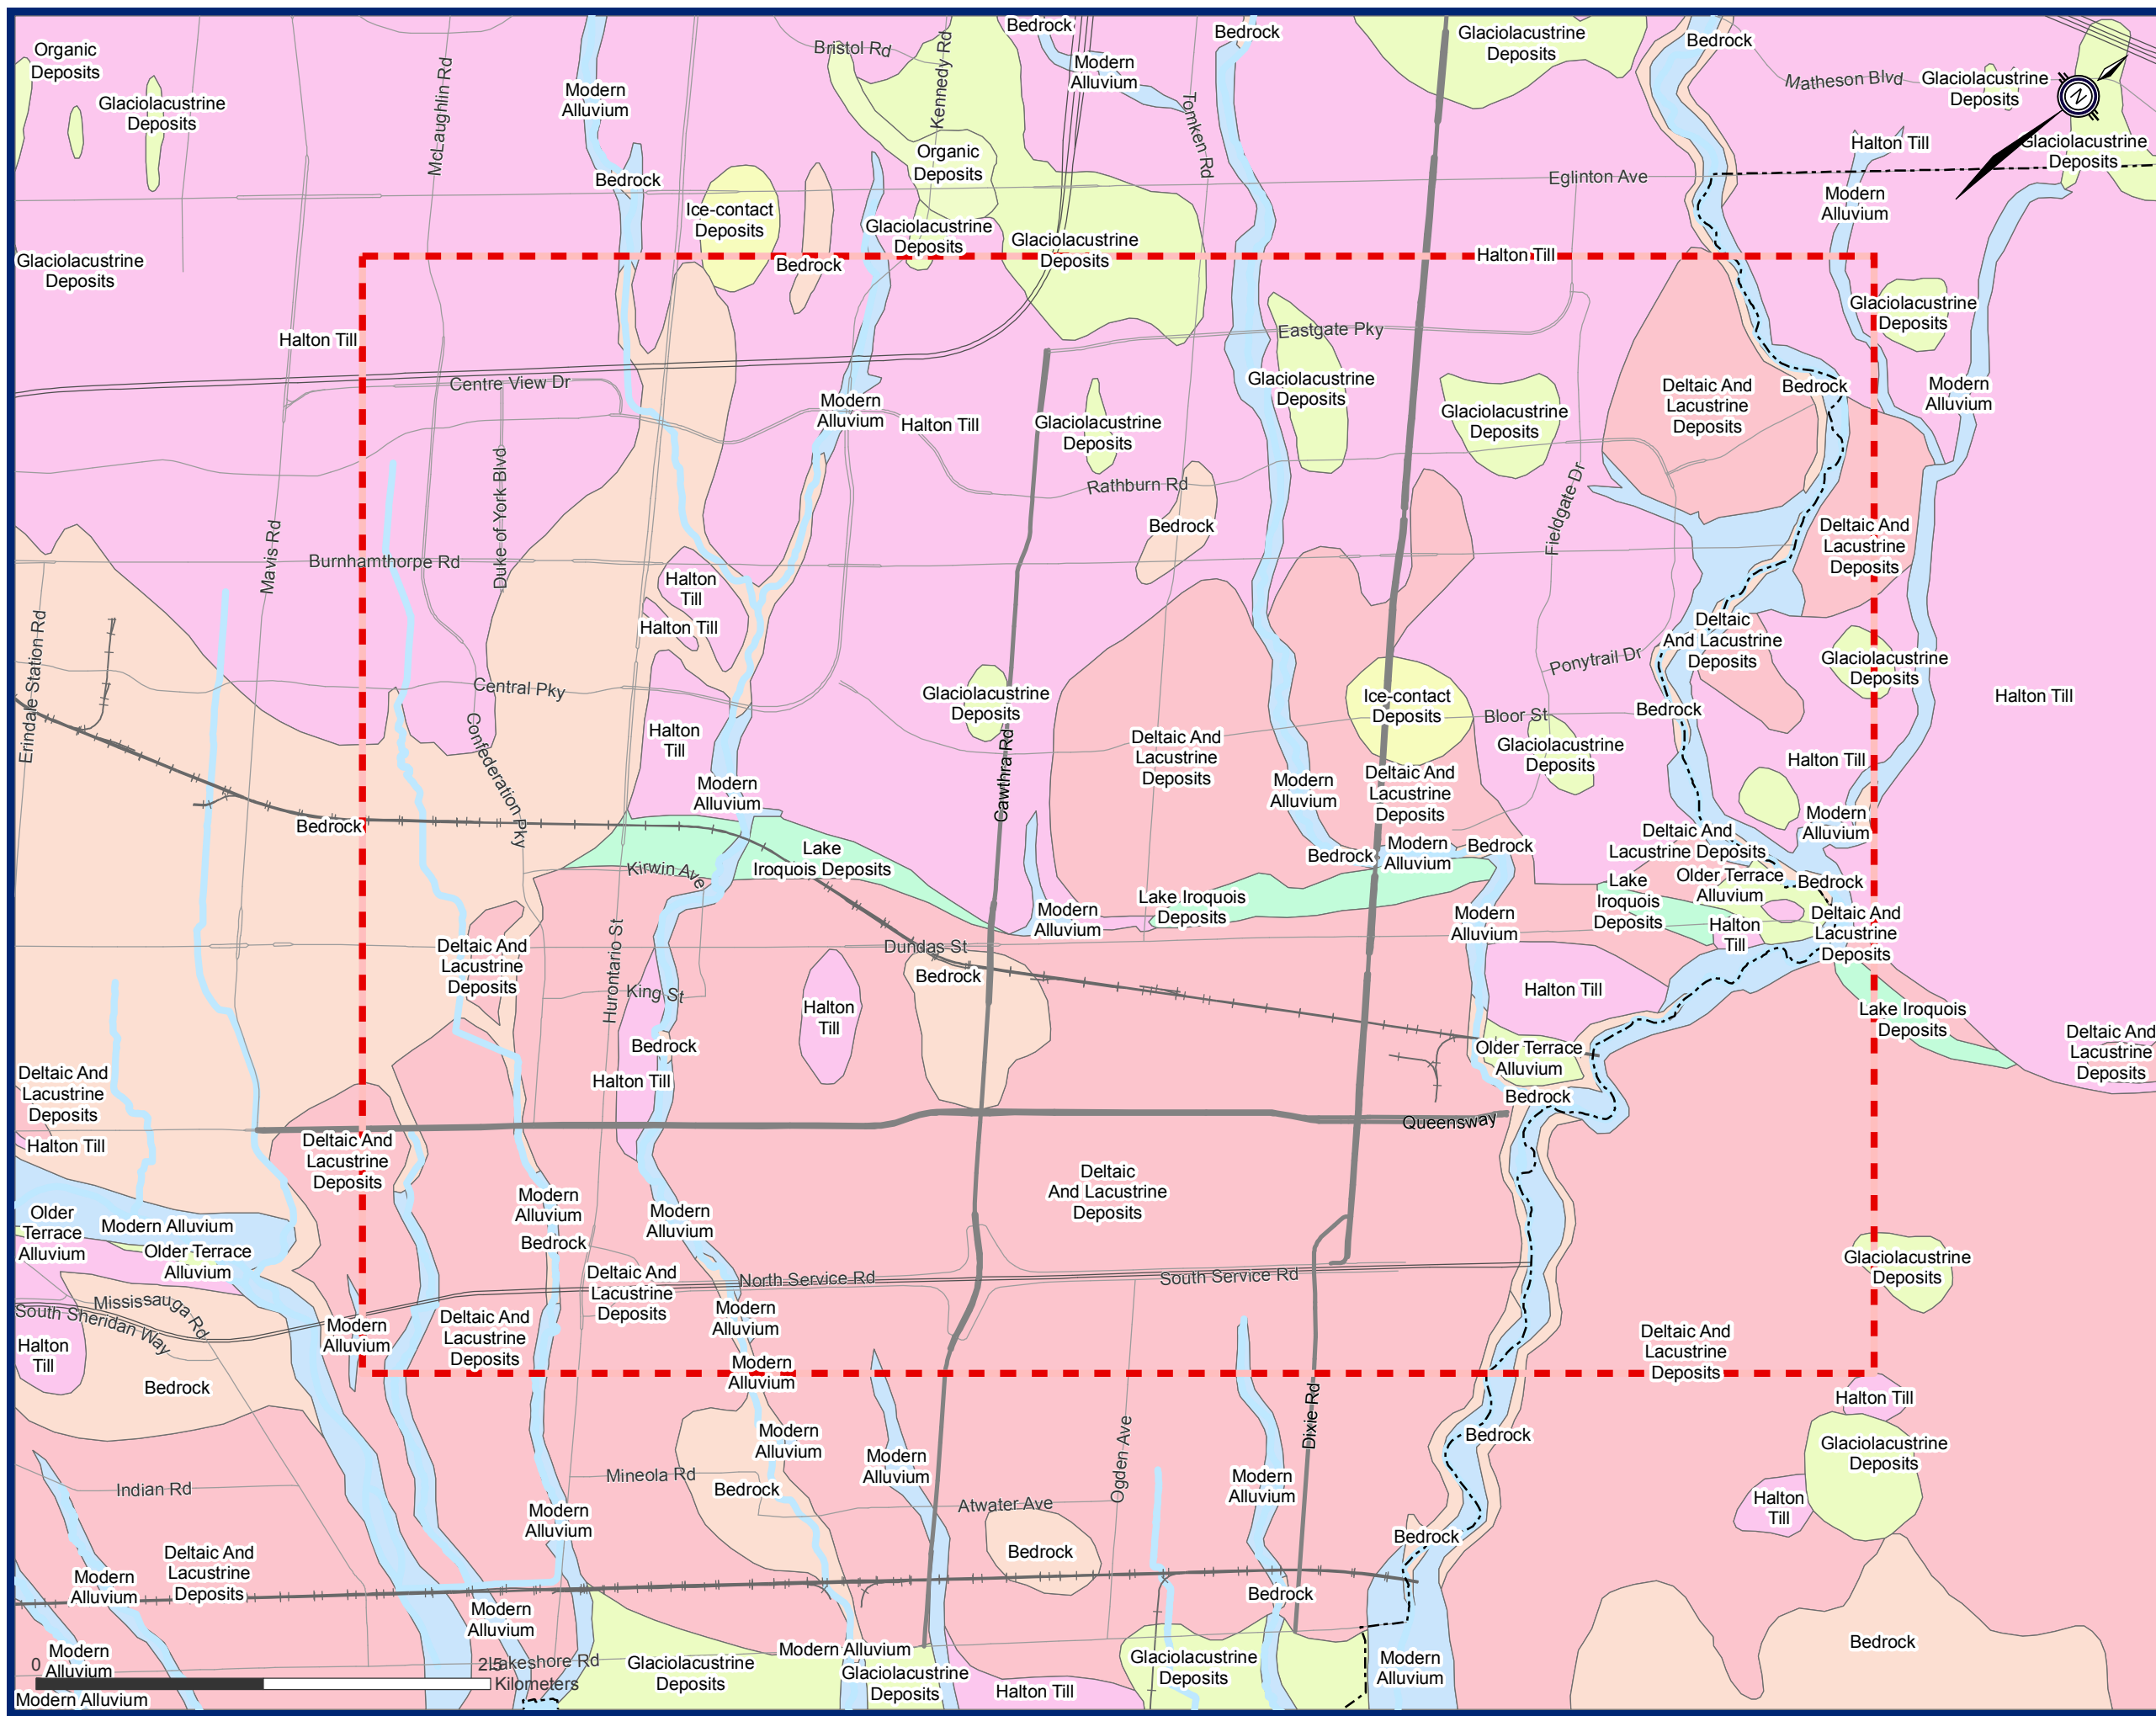 Organic
Deposits
Glaciolacustrine
Deposits
McLaughlin Rd
Modern
Alluvium
Bedrock
Bristol Rd
Kennedy Rd
Bedrock
Modern
Alluvium
Tomken Rd
Bedrock
Glaciolacustrine
Deposits
Bedrock
Matheson Blvd
Glaciolacustrine
Deposits
N
Halton Till
Glaciolacustrine
Deposits
Organic
Deposits
Eglinton Ave
Modern
Alluvium
Ice-contact
Deposits
Glaciolacustrine
Deposits
Glaciolacustrine
Deposits
Halton Till
Glaciolacustrine
Deposits
Bedrock
Glaciolacustrine
Deposits
Halton Till
Eastgate Pky
Centre View Dr
Modern
Alluvium
Halton Till
Glaciolacustrine
Deposits
Glaciolacustrine
Deposits
Glaciolacustrine
Deposits
Deltaic And
Lacustrine
Deposits
Bedrock
Modern
Alluvium
Rathburn Rd
Bedrock
Fieldgate Dr
Deltaic And
Lacustrine
Deposits
Mavis Rd
Burnhamthorpe Rd
Duke of York Blvd
Halton
Till
Halton Till
Erindale Station Rd
Central Pky
Confederation Pky
Halton
Till
Glaciolacustrine
Deposits
Cawthra Rd
Deltaic And
Lacustrine
Deposits
Ice-contact
Deposits
Bloor St
Ponytrail Dr
Glaciolacustrine
Deposits
Deltaic
And Lacustrine
Deposits
Bedrock
Glaciolacustrine
Deposits
Halton Till
Halton Till
Modern
Alluvium
Modern
Alluvium
Deltaic And
Lacustrine
Deposits
Modern
Alluvium
Bedrock
Lake
Iroquois Deposits
Kirwin Ave
Bedrock
Modern
Alluvium
Bedrock
Deltaic And
Lacustrine Deposits
Older Terrace
Alluvium
Bedrock
Lake
Iroquois
Deposits
Halton
Till
Deltaic And
Lacustrine
Deposits
Modern
Alluvium
Lake Iroquois
Deposits
Modern
Alluvium
Deltaic And
Lacustrine
Deposits
Hurontario St
Dundas St
Bedrock
King St
Halton
Till
Halton Till
Lake Iroquois
Deposits
Deltaic And
Lacustrine
Deposits
Bedrock
Halton Till
Older Terrace
Alluvium
Bedrock
Queensway
Deltaic And
Lacustrine
Deposits
Halton Till
Deltaic And
Lacustrine
Deposits
Deltaic
And Lacustrine
Deposits
Older
Terrace
Alluvium
Modern Alluvium
Older Terrace
Alluvium
Modern
Alluvium
Bedrock
Modern
Alluvium
Deltaic And
Lacustrine
Deposits
North Service Rd
South Service Rd
Glaciolacustrine
Deposits
Mississauga Rd
South Sheridan Way
Halton
Till
Bedrock
Modern
Alluvium
Deltaic And
Lacustrine
Deposits
Modern
Alluvium
Modern
Alluvium
Deltaic And
Lacustrine
Deposits
Halton Till
Dixie Rd
Ogden Ave
Bedrock
Glaciolacustrine
Deposits
Halton
Till
Modern
Alluvium
Modern
Alluvium
Modern
Alluvium
Indian Rd
Mineola Rd
Bedrock
Atwater Ave
Modern
Alluvium
Bedrock
Bedrock
Bedrock
Deltaic And
Lacustrine
Deposits
Modern
Alluvium
Modern
Alluvium
Modern
Alluvium
Modern Alluvium
Lakeshore Rd
Glaciolacustrine
Deposits
Modern Alluvium
Glaciolacustrine
Deposits
Halton Till
Glaciolacustrine
Deposits
Modern
Alluvium
Bedrock
0 2.5
Kilometers